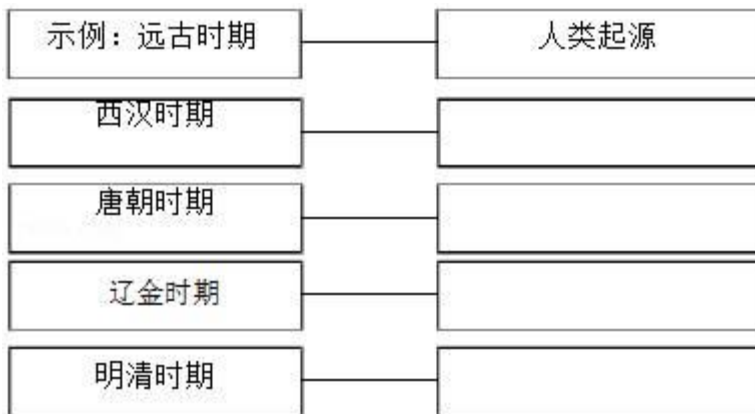 示例：远古时期
人类起源
西汉时期
唐朝时期
辽金时期
明清时期